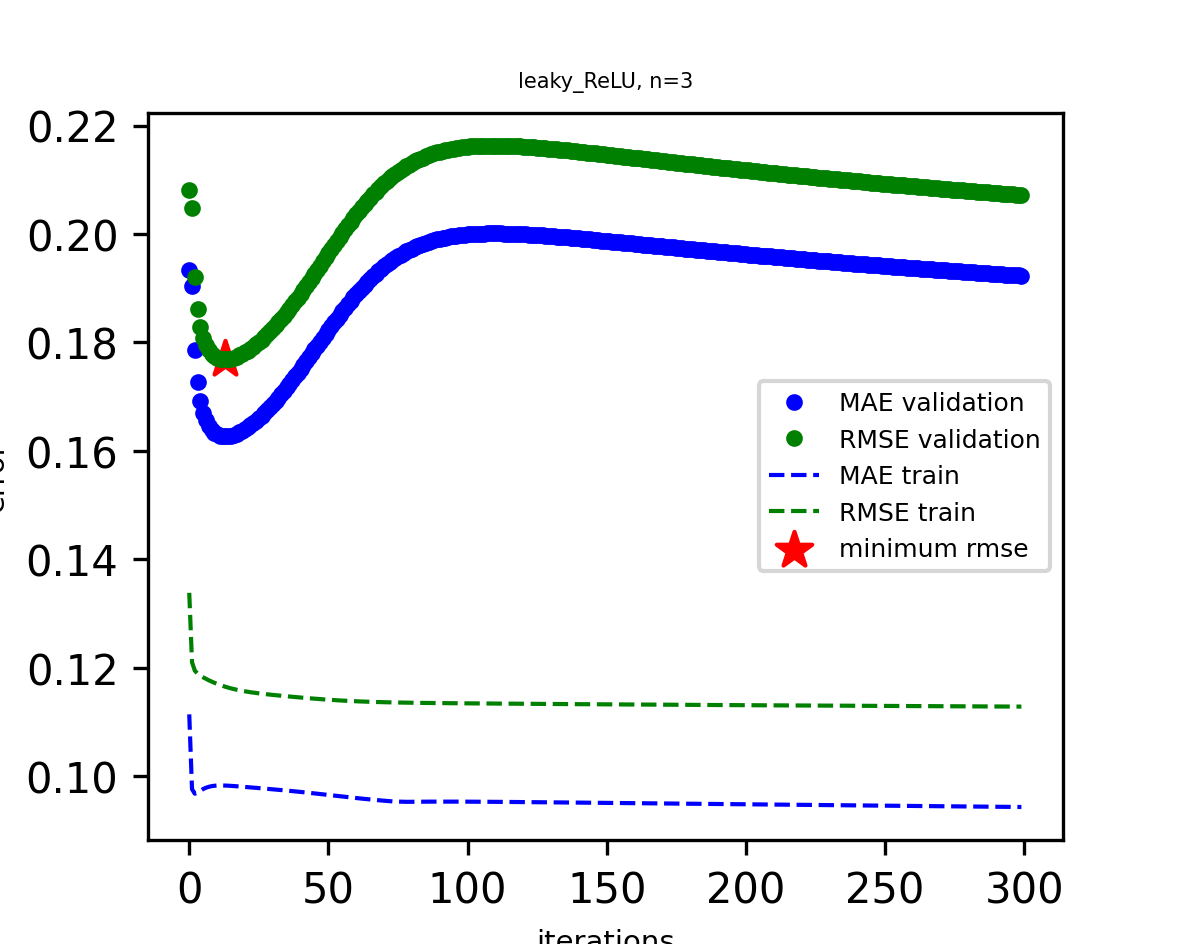 leaky_ReLU, n=3
0.22
0.20
0.18
0.16
0.14
0.12
0.10
MAE validation
RMSE validation
MAE train
RMSE train
minimum rmse
0 50 100 150 200 250 300
iterations